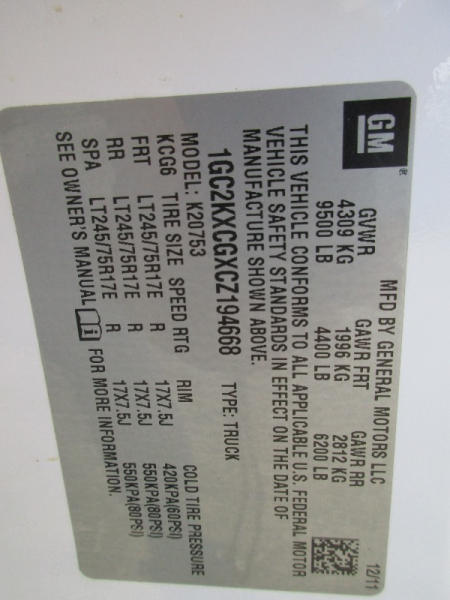 GM
MFD BY GENERAL MOTORS LLC 12/11
GVWR GAWR FRT GAWR RR
4309 KG 1996 KG 2812 KG
9500 LB 4400 LB 6200 LB
THIS VEHICLE CONFORMS TO ALL APPLICABLE U.S. FEDERAL MOTOR
VEHICLE SAFETY STANDARDS IN EFFECT ON THE DATE OF
MANUFACTURE SHOWN ABOVE.
1GC2KXCGXCZ194668 TYPE: TRUCK
MODEL: K20753
KCG6 TIRE SIZE SPEED RTG RIM COLD TIRE PRESSURE
FRT LT245/75R17E R 17X7.5J 420KPA(60PSI)
RR LT245/75R17E R 17X7.5J 550KPA(80PSI)
SPA LT245/75R17E R 17X7.5J 550KPA(80PSI)
SEE OWNER'S MANUAL FOR MORE INFORMATION.